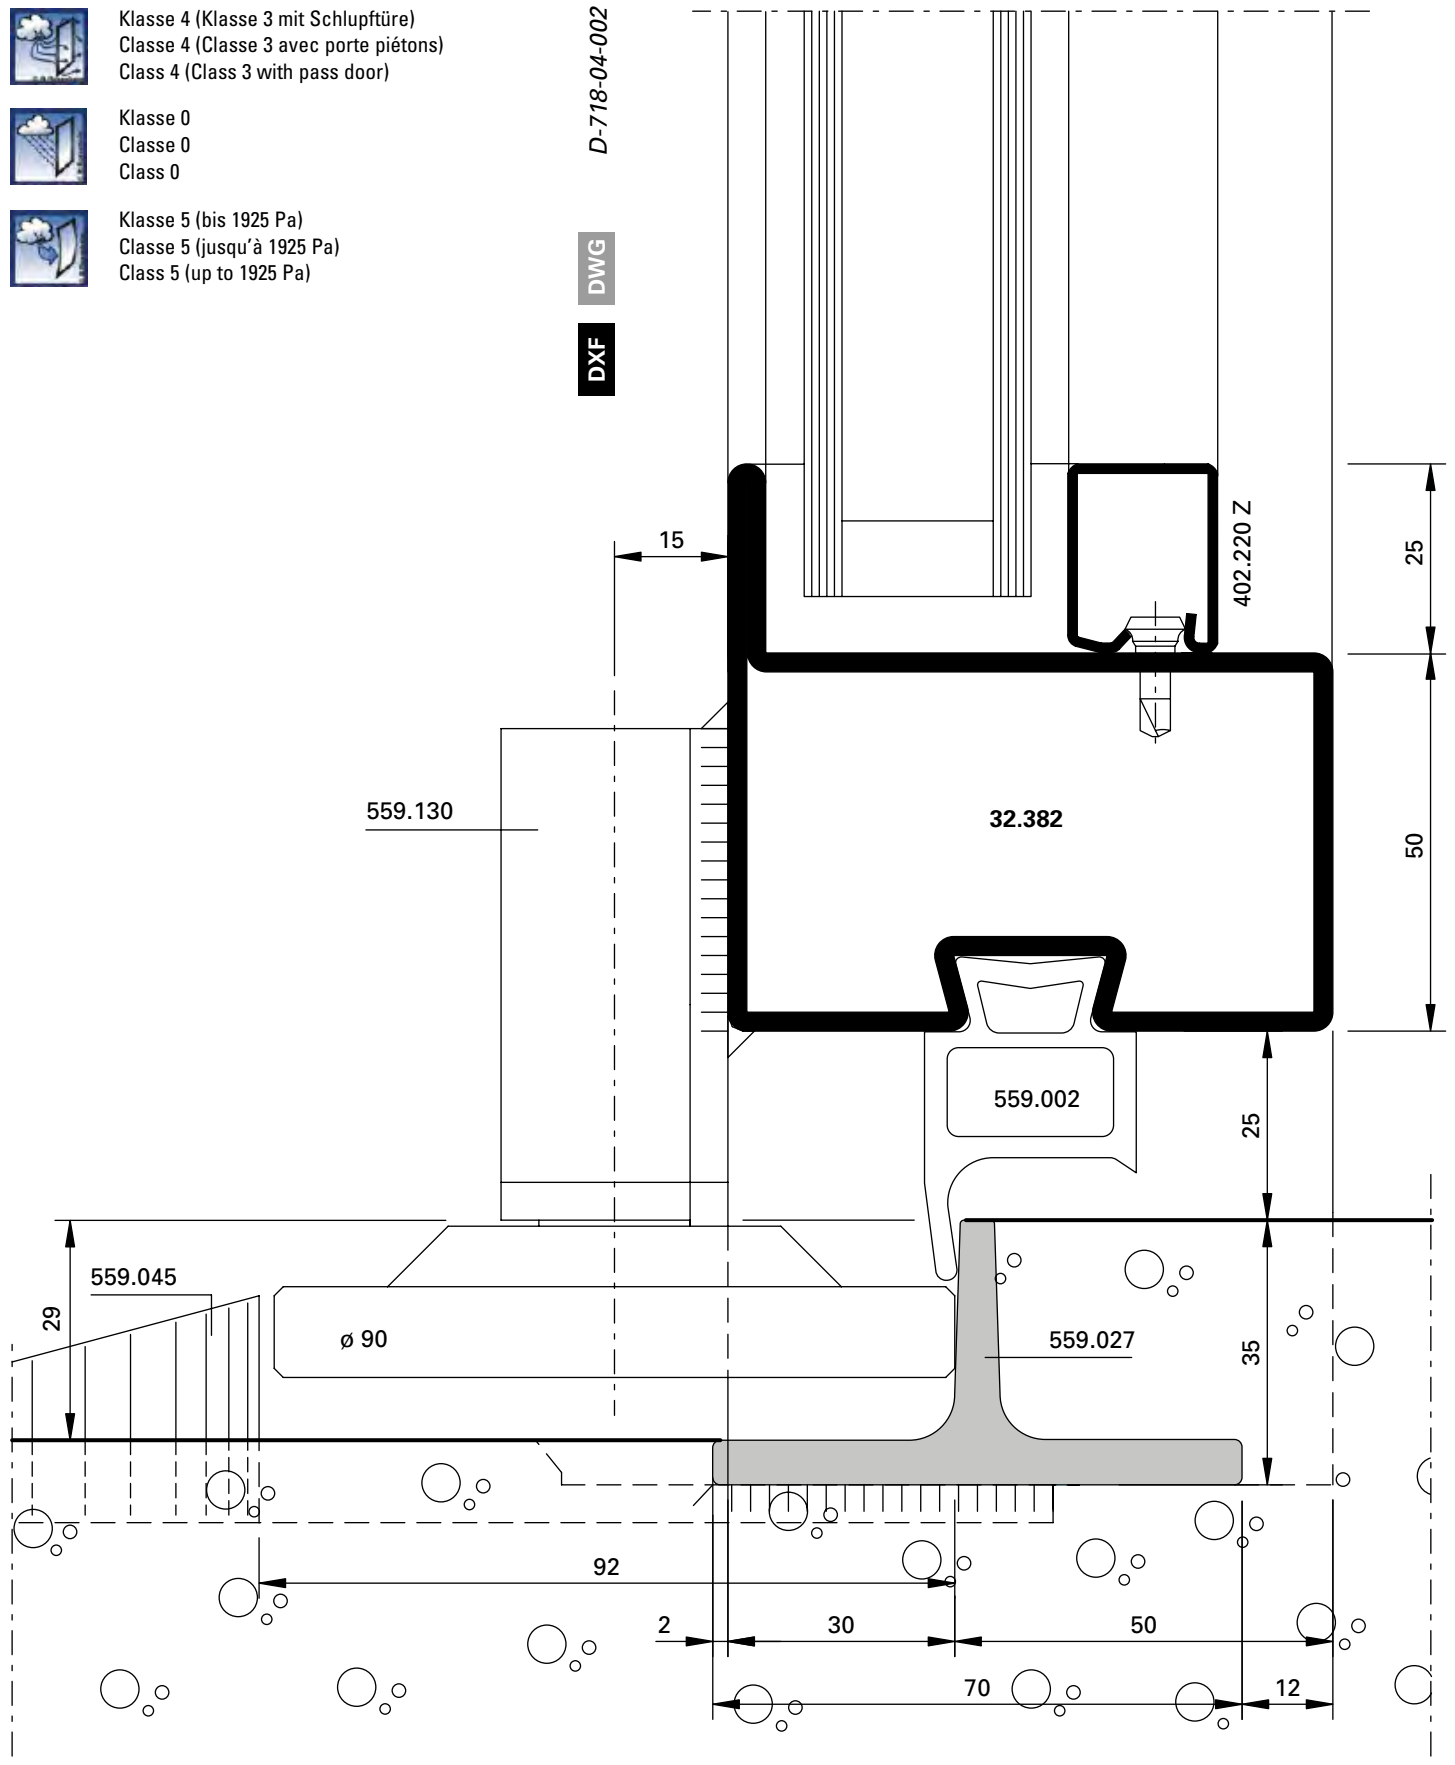 Klasse 4 (Klasse 3 mit Schlupftüre)
Classe 4 (Classe 3 avec porte piétons)
Class 4 (Class 3 with pass door)
Klasse 0
Classe 0
Class 0
Klasse 5 (bis 1925 Pa)
Classe 5 (jusqu'à 1925 Pa)
Class 5 (up to 1925 Pa)
D-718-04-002
DWG
DXF
15
402.220 Z
25
559.130
32.382
50
559.002
25
559.045
29
ø 90
559.027
35
92
2
30
50
70
12